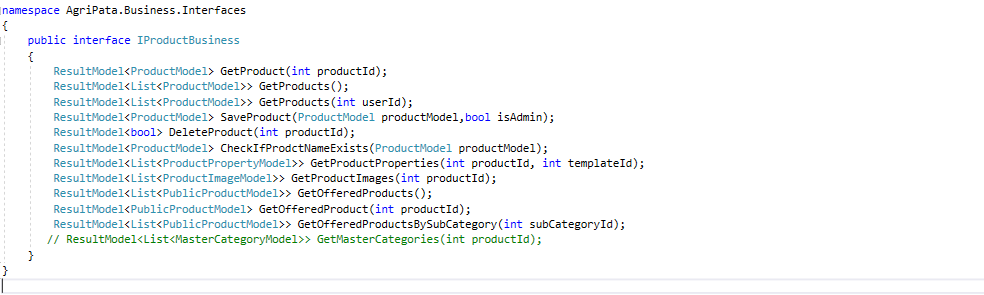 namespace AgriPata.Business.Interfaces
{
public interface IProductBusiness
{
ResultModel<ProductModel> GetProduct(int productId);
ResultModel<List<ProductModel>> GetProducts();
ResultModel<List<ProductModel>> GetProducts(int userId);
ResultModel<ProductModel> SaveProduct(ProductModel productModel,bool isAdmin);
ResultModel<bool> DeleteProduct(int productId);
ResultModel<ProductModel> CheckIfProdctNameExists(ProductModel productModel);
ResultModel<List<ProductPropertyModel>> GetProductProperties(int productId, int templateId);
ResultModel<List<ProductImageModel>> GetProductImages(int productId);
ResultModel<List<PublicProductModel>> GetOfferedProducts();
ResultModel<PublicProductModel> GetOfferedProduct(int productId);
ResultModel<List<PublicProductModel>> GetOfferedProductsBySubCategory(int subCategoryId);
// ResultModel<List<MasterCategoryModel>> GetMasterCategories(int productId);
}
}